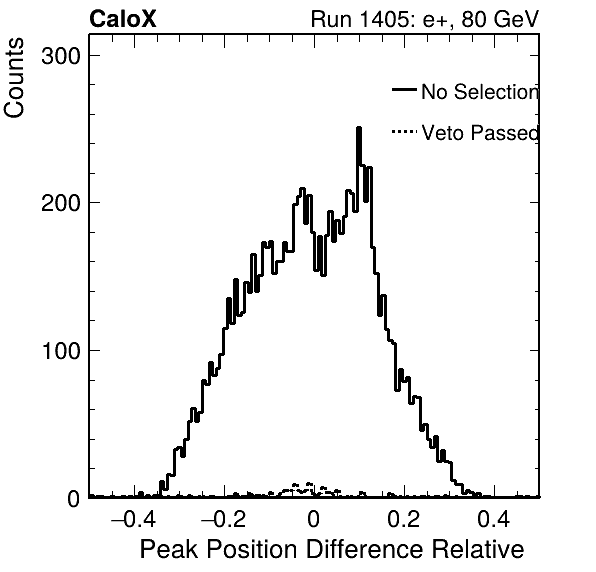 CaloX
Run 1405: e+, 80 GeV
Counts
300
200
100
0
No Selection
Veto Passed
−0.4
−0.2
0
0.2
0.4
Peak Position Difference Relative